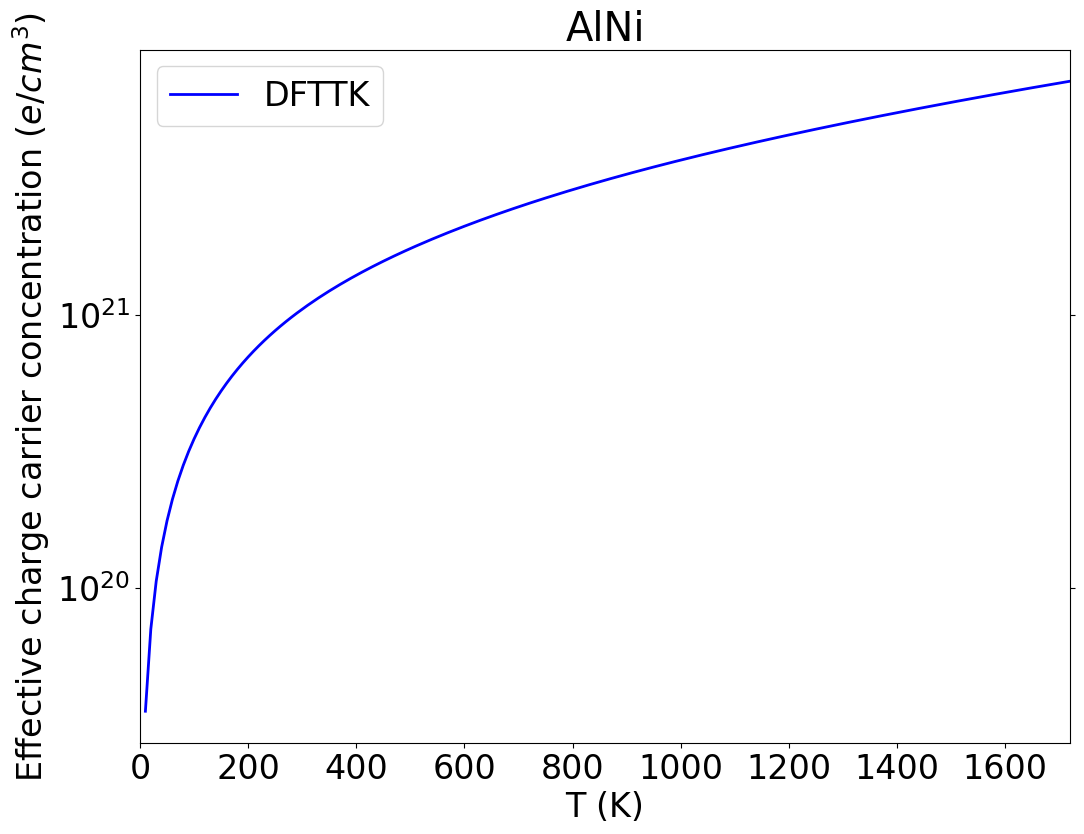 AlNi
DFTTK
Effective charge carrier concentration (e/cm³)
10²¹
10²⁰
0 200 400 600 800 1000 1200 1400 1600
T (K)